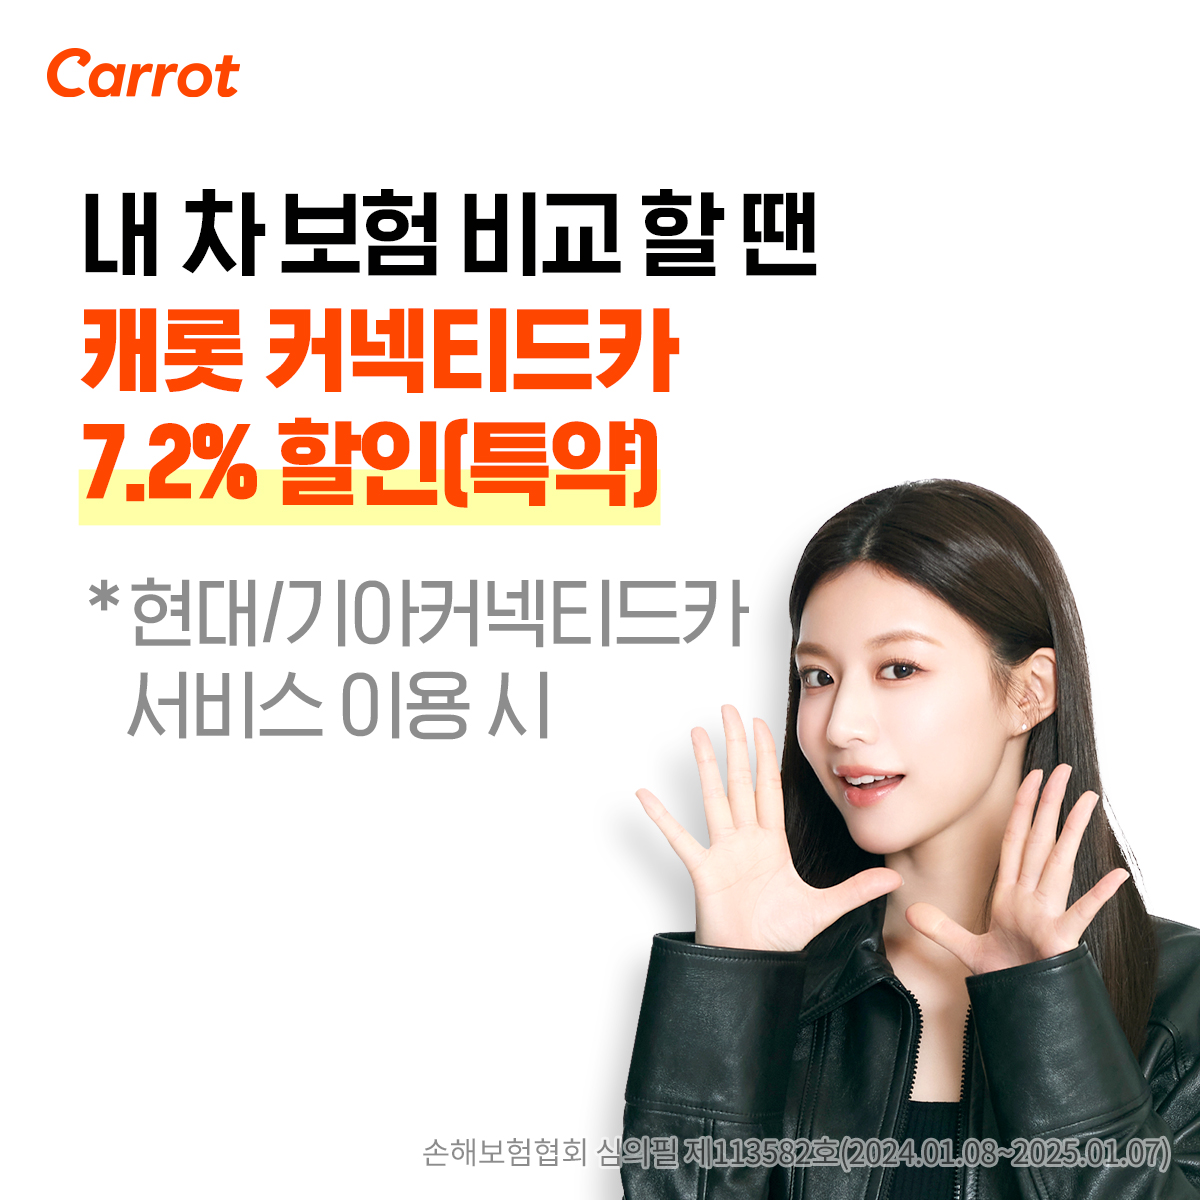 Carrot
내 차 보험 비교 할 땐
캐롯 커넥티드카
7.2% 할인(특약)
*현대/기아커넥티드카
서비스 이용 시
손해보험협회 심의필 제113582호(2024.01.08~2025.01.07)